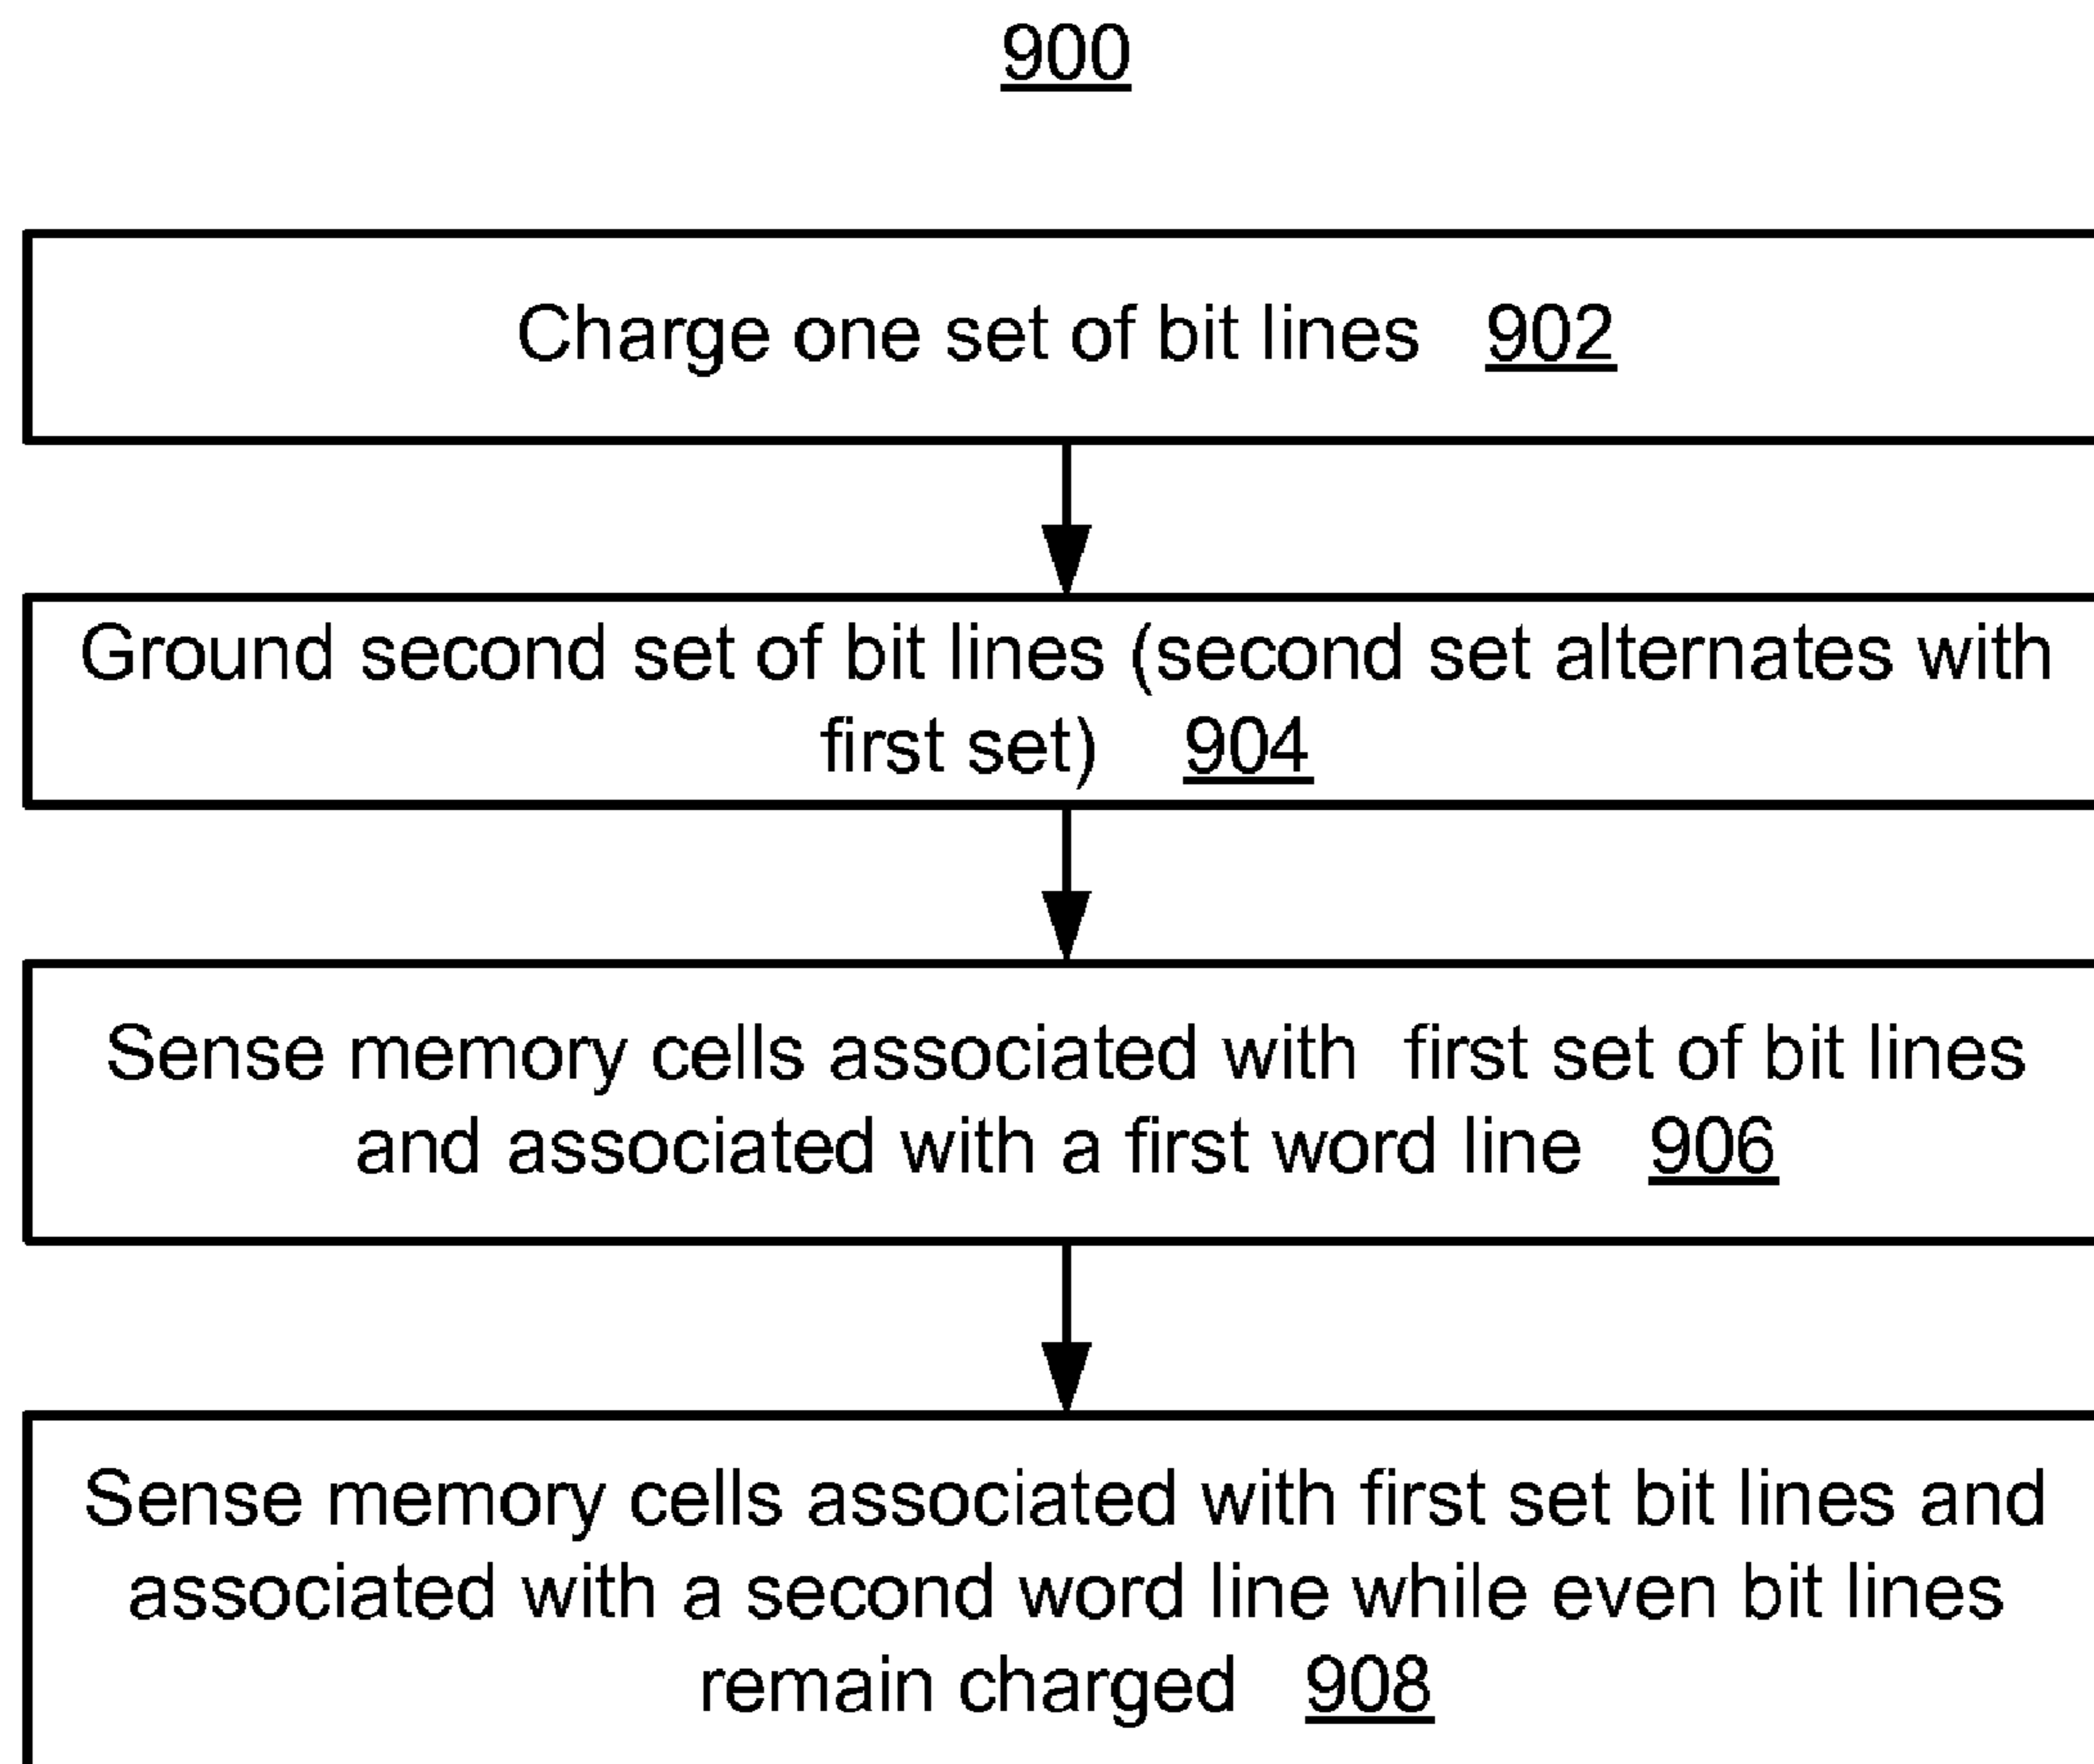 900
Charge one set of bit lines 902
Ground second set of bit lines (second set alternates with
first set) 904
Sense memory cells associated with first set of bit lines
and associated with a first word line 906
Sense memory cells associated with first set bit lines and
associated with a second word line while even bit lines
remain charged 908